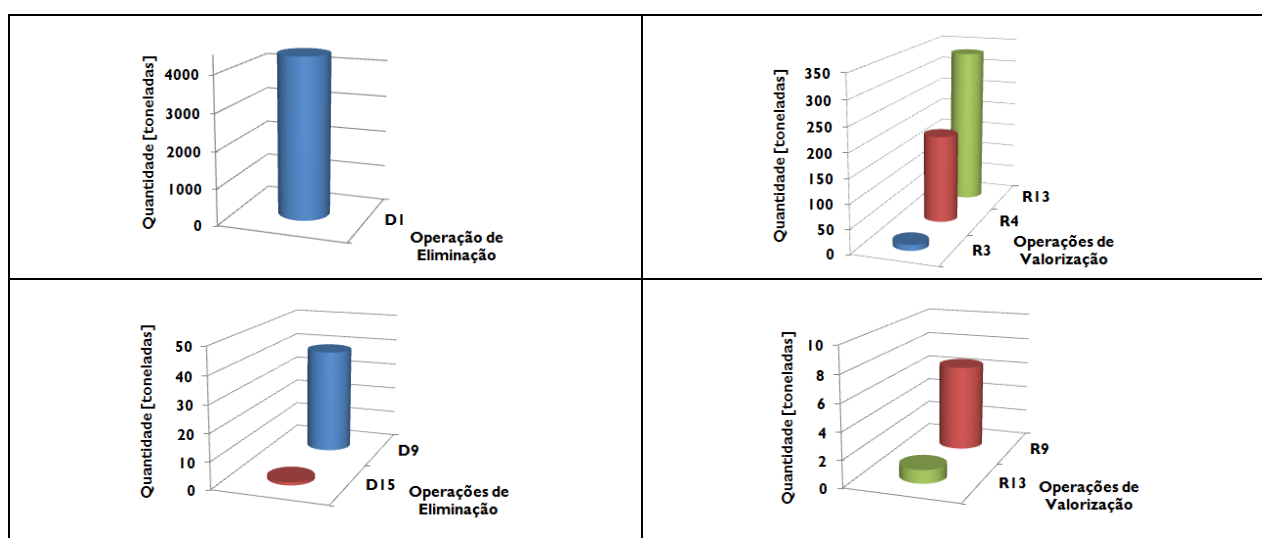 Quantidade [toneladas]
4000
3000
2000
1000
0
D1
Operação de
Eliminação
Quantidade [toneladas]
350
300
250
200
150
100
50
0
R13
R4
R3
Operações de
Valorização
Quantidade [toneladas]
50
40
30
20
10
0
D9
D15
Operações de
Eliminação
Quantidade [toneladas]
10
8
6
4
2
0
R9
R13
Operações de
Valorização